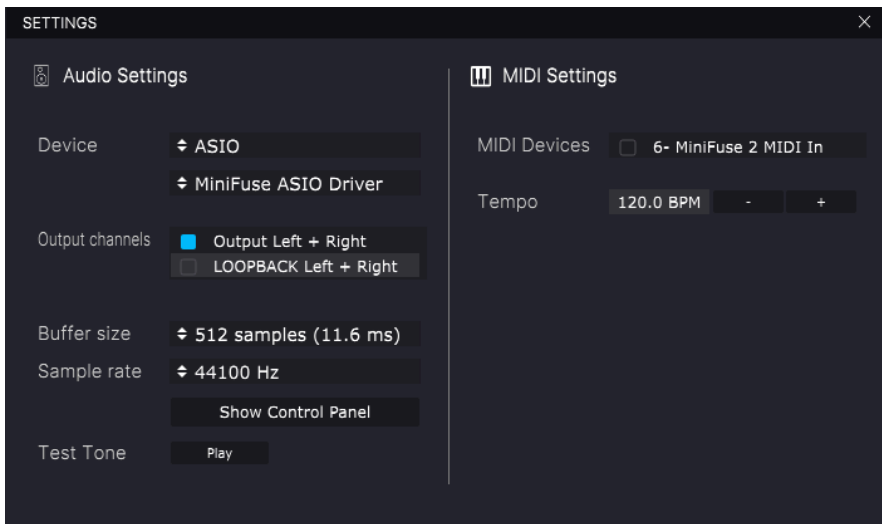 SETTINGS
Audio Settings
Device
ASIO
MiniFuse ASIO Driver
Output channels
Output Left + Right
LOOPBACK Left + Right
Buffer size
512 samples (11.6 ms)
Sample rate
44100 Hz
Show Control Panel
Test Tone
Play
MIDI Settings
MIDI Devices
6- MiniFuse 2 MIDI In
Tempo
120.0 BPM
-
+